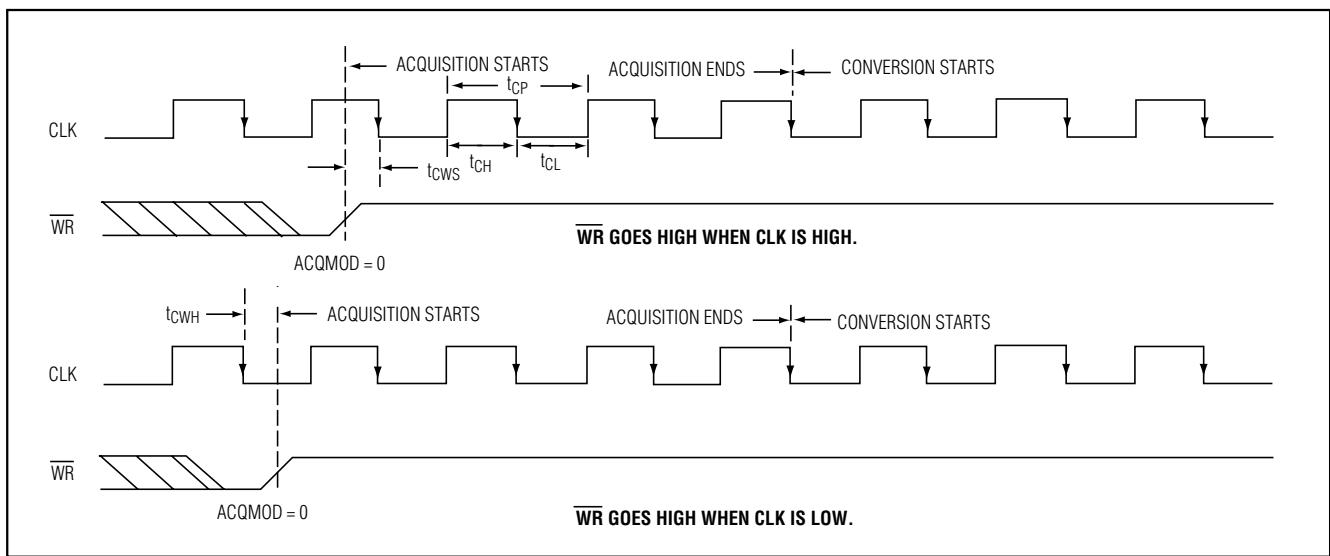 ACQUISITION STARTS
ACQUISITION ENDS
CONVERSION STARTS
tCP
CLK
tCWS
tCH
tCL
WR
WR GOES HIGH WHEN CLK IS HIGH.
ACQMOD = 0
tCWH
ACQUISITION STARTS
ACQUISITION ENDS
CONVERSION STARTS
CLK
WR
ACQMOD = 0
WR GOES HIGH WHEN CLK IS LOW.